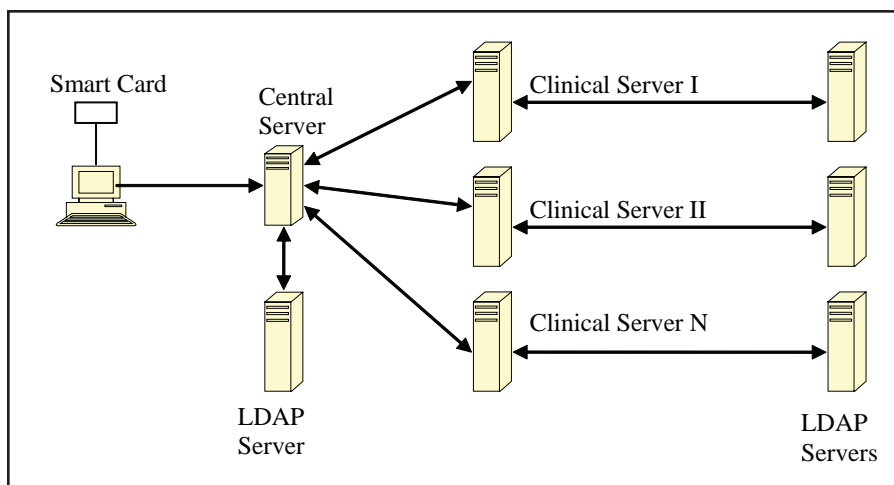 Smart Card
Central
Server
Clinical Server I
Clinical Server II
Clinical Server N
LDAP
Server
LDAP
Servers